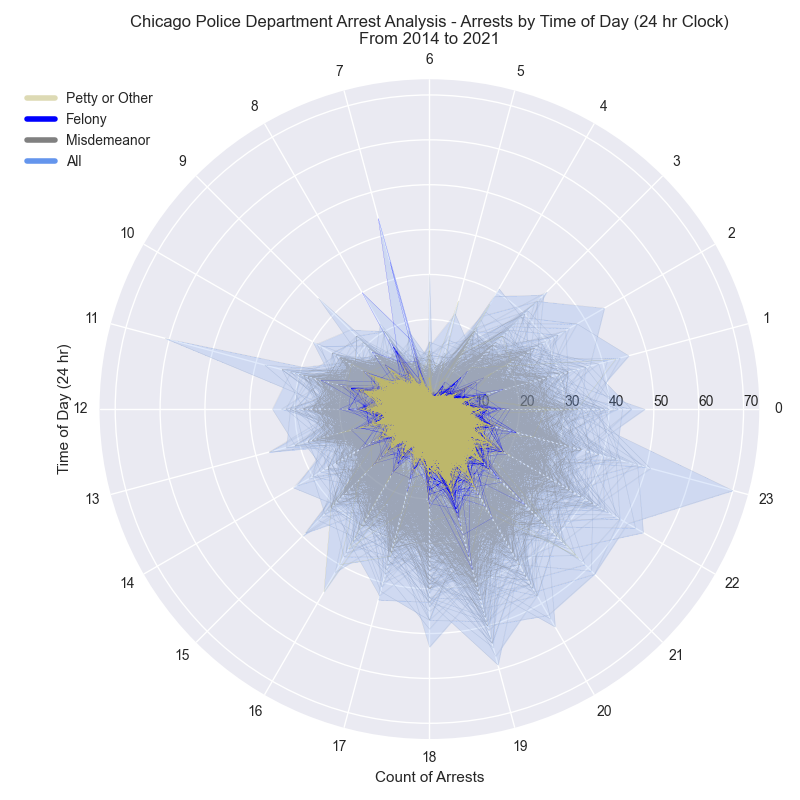 Chicago Police Department Arrest Analysis - Arrests by Time of Day (24 hr Clock)
From 2014 to 2021
Petty or Other
Felony
Misdemeanor
All
6
5
4
3
2
1
0
23
22
21
20
19
18
17
16
15
14
13
12
11
10
9
8
7
10 20 30 40 50 60 70
Time of Day (24 hr)
Count of Arrests